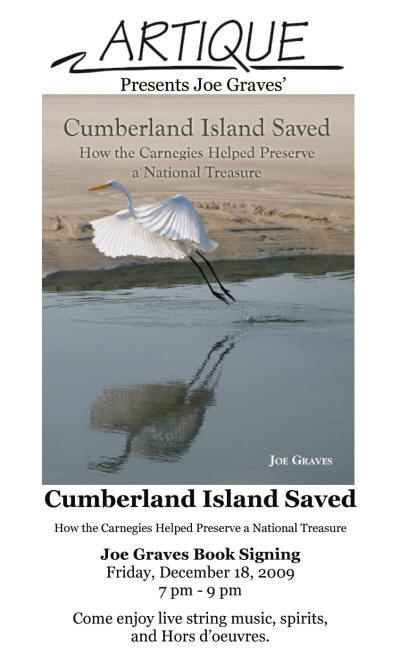 ARTIQUE
Presents Joe Graves’
Cumberland Island Saved
How the Carnegies Helped Preserve
a National Treasure
Joe Graves
Cumberland Island Saved
How the Carnegies Helped Preserve a National Treasure
Joe Graves Book Signing
Friday, December 18, 2009
7 pm - 9 pm
Come enjoy live string music, spirits,
and Hors d’oeuvres.